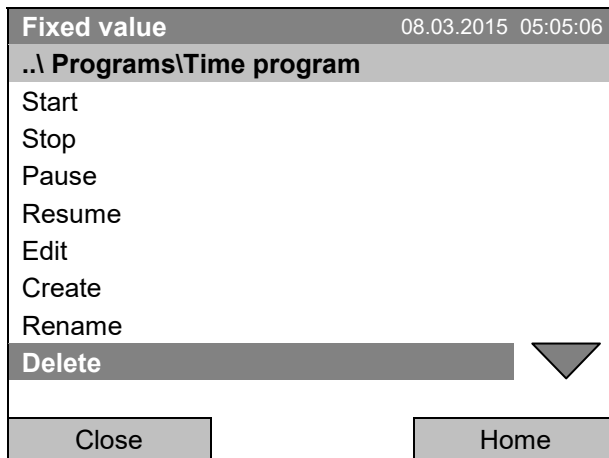 Fixed value 08.03.2015 05:05:06
..\ Programs\Time program
Start
Stop
Pause
Resume
Edit
Create
Rename
Delete
Close Home